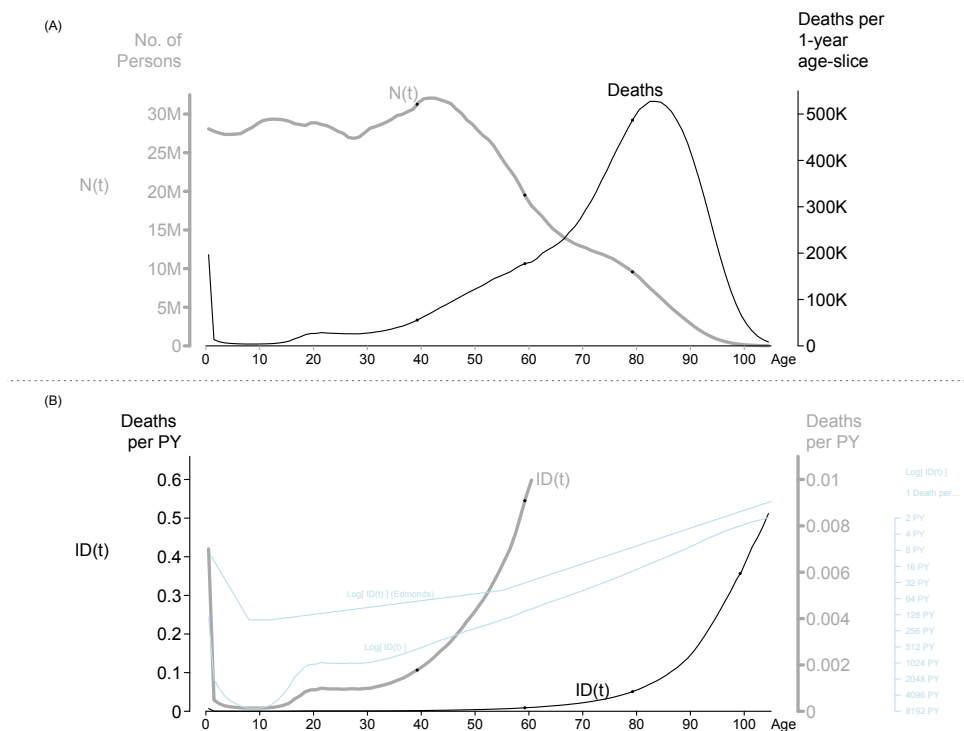 (A)
No. of
Persons
Deaths per
1-year
age-slice
N(t)
Deaths
N(t)
30M
25M
20M
15M
10M
5M
0
500K
400K
300K
200K
100K
0
0 10 20 30 40 50 60 70 80 90 100 Age
(B)
Deaths
per PY
Deaths
per PY
ID(t)
0.6
0.5
0.4
0.3
0.2
0.1
0
ID(t)
Log[ ID(t) ] (Edmonds)
Log[ ID(t) ]
ID(t)
0.01
0.008
0.006
0.004
0.002
0
Log[ ID(t) ]
1 Death per...
2 PY
4 PY
8 PY
16 PY
32 PY
64 PY
128 PY
256 PY
512 PY
1024 PY
2048 PY
4096 PY
8192 PY
0 10 20 30 40 50 60 70 80 90 100 Age